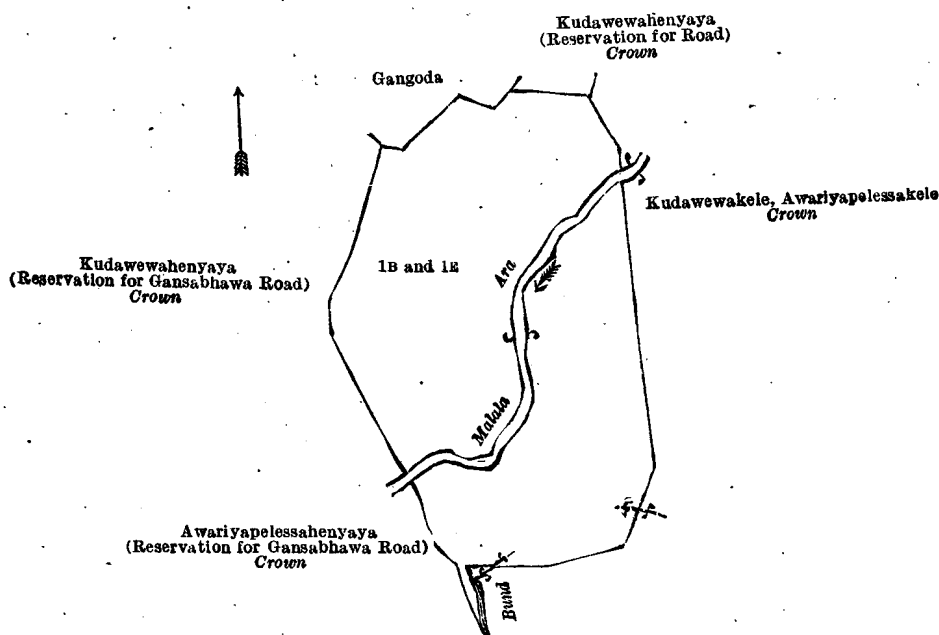 Kudawewahenyaya
(Reservation for Road)
Crown
Gangoda
Kudawewakele, Awariyapelessakele
Crown
Kudawewahenyaya
(Reservation for Gansabhawa Road)
Crown
1B and 1E
Ara
Malala
Awariyapelessahenyaya
(Reservation for Gansabhawa Road)
Crown
Bund